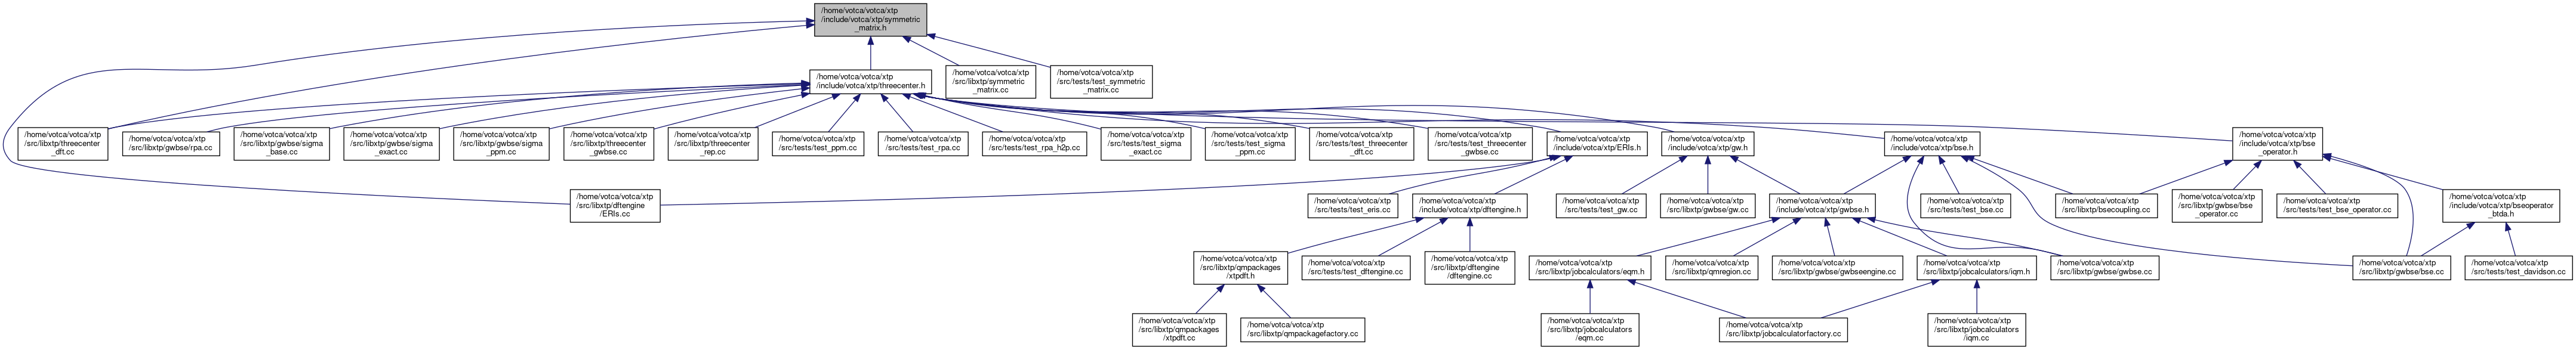 /home/votca/votca/xtp
/include/votca/xtp/symmetric
_matrix.h
/home/votca/votca/xtp
/include/votca/xtp/threecenter.h
/home/votca/votca/xtp
/src/libxtp/symmetric
_matrix.cc
/home/votca/votca/xtp
/src/tests/test_symmetric
_matrix.cc
/home/votca/votca/xtp
/src/libxtp/threecenter
_dft.cc
/home/votca/votca/xtp
/src/libxtp/gwbse/rpa.cc
/home/votca/votca/xtp
/src/libxtp/gwbse/sigma
_base.cc
/home/votca/votca/xtp
/src/libxtp/gwbse/sigma
_exact.cc
/home/votca/votca/xtp
/src/libxtp/gwbse/sigma
_ppm.cc
/home/votca/votca/xtp
/src/libxtp/threecenter
_gwbse.cc
/home/votca/votca/xtp
/src/libxtp/threecenter
_rep.cc
/home/votca/votca/xtp
/src/tests/test_ppm.cc
/home/votca/votca/xtp
/src/tests/test_rpa.cc
/home/votca/votca/xtp
/src/tests/test_rpa_h2p.cc
/home/votca/votca/xtp
/src/tests/test_sigma
_exact.cc
/home/votca/votca/xtp
/src/tests/test_sigma
_ppm.cc
/home/votca/votca/xtp
/src/tests/test_threecenter
_dft.cc
/home/votca/votca/xtp
/src/tests/test_threecenter
_gwbse.cc
/home/votca/votca/xtp
/include/votca/xtp/ERIs.h
/home/votca/votca/xtp
/include/votca/xtp/gw.h
/home/votca/votca/xtp
/include/votca/xtp/bse.h
/home/votca/votca/xtp
/include/votca/xtp/bse
_operator.h
/home/votca/votca/xtp
/src/libxtp/dftengine
/ERIs.cc
/home/votca/votca/xtp
/src/tests/test_eris.cc
/home/votca/votca/xtp
/include/votca/xtp/dftengine.h
/home/votca/votca/xtp
/src/tests/test_gw.cc
/home/votca/votca/xtp
/src/libxtp/gwbse/gw.cc
/home/votca/votca/xtp
/include/votca/xtp/gwbse.h
/home/votca/votca/xtp
/src/tests/test_bse.cc
/home/votca/votca/xtp
/src/libxtp/bsecoupling.cc
/home/votca/votca/xtp
/src/libxtp/gwbse/bse
_operator.cc
/home/votca/votca/xtp
/src/tests/test_bse_operator.cc
/home/votca/votca/xtp
/include/votca/xtp/bseoperator
_btda.h
/home/votca/votca/xtp
/src/libxtp/qmpackages
/xtpdft.h
/home/votca/votca/xtp
/src/tests/test_dftengine.cc
/home/votca/votca/xtp
/src/libxtp/dftengine
/dftengine.cc
/home/votca/votca/xtp
/src/libxtp/jobcalculators/eqm.h
/home/votca/votca/xtp
/src/libxtp/qmregion.cc
/home/votca/votca/xtp
/src/libxtp/gwbse/gwbseengine.cc
/home/votca/votca/xtp
/src/libxtp/jobcalculators/iqm.h
/home/votca/votca/xtp
/src/libxtp/gwbse/gwbse.cc
/home/votca/votca/xtp
/src/libxtp/gwbse/bse.cc
/home/votca/votca/xtp
/src/tests/test_davidson.cc
/home/votca/votca/xtp
/src/libxtp/qmpackages
/xtpdft.cc
/home/votca/votca/xtp
/src/libxtp/qmpackagefactory.cc
/home/votca/votca/xtp
/src/libxtp/jobcalculators
/eqm.cc
/home/votca/votca/xtp
/src/libxtp/jobcalculatorfactory.cc
/home/votca/votca/xtp
/src/libxtp/jobcalculators
/iqm.cc